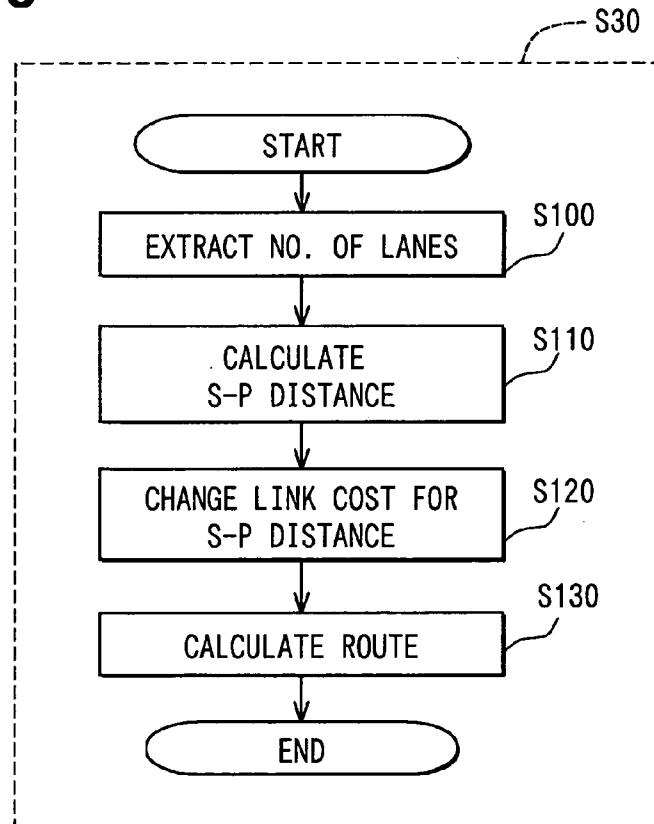 S30
START
EXTRACT NO. OF LANES
S100
CALCULATE
S-P DISTANCE
S110
CHANGE LINK COST FOR
S-P DISTANCE
S120
CALCULATE ROUTE
S130
END